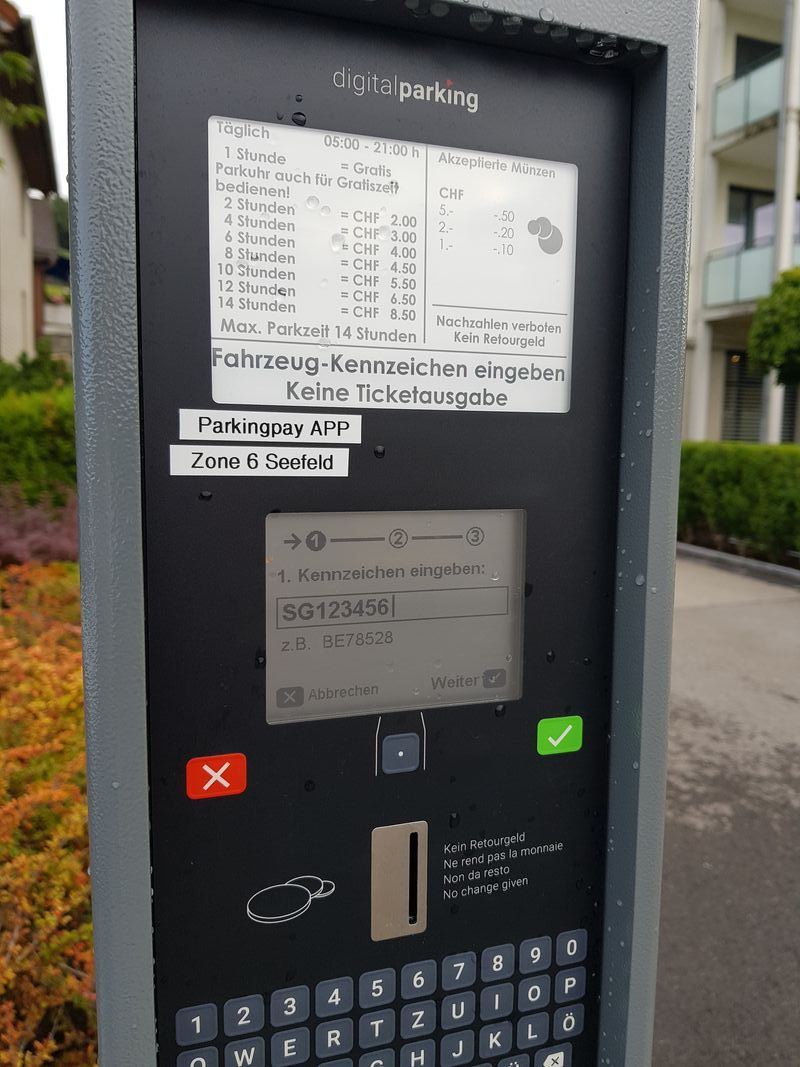 digitalparking
Täglich 05:00 - 21:00 h
1 Stunde = Gratis
Parkuhr auch für Gratiszeit
bedienen!
2 Stunden = CHF 2.00
4 Stunden = CHF 3.00
6 Stunden = CHF 4.00
8 Stunden = CHF 4.50
10 Stunden = CHF 5.50
12 Stunden = CHF 6.50
14 Stunden = CHF 8.50
Max. Parkzeit 14 Stunden
Akzeptierte Münzen
CHF
5.- -.50
2.- -.20
1.- -.10
Nachzahlen verboten
Kein Retourgeld
Fahrzeug-Kennzeichen eingeben
Keine Ticketausgabe
Parkingpay APP
Zone 6 Seefeld
1 2 3
1. Kennzeichen eingeben:
SG123456
z.B. BE78528
Abbrechen Weiter
Kein Retourgeld
Ne rend pas la monnaie
Non da resto
No change given
1 2 3 4 5 6 7 8 9 0
Q W E R T Z U I O P
G H J K L Ö